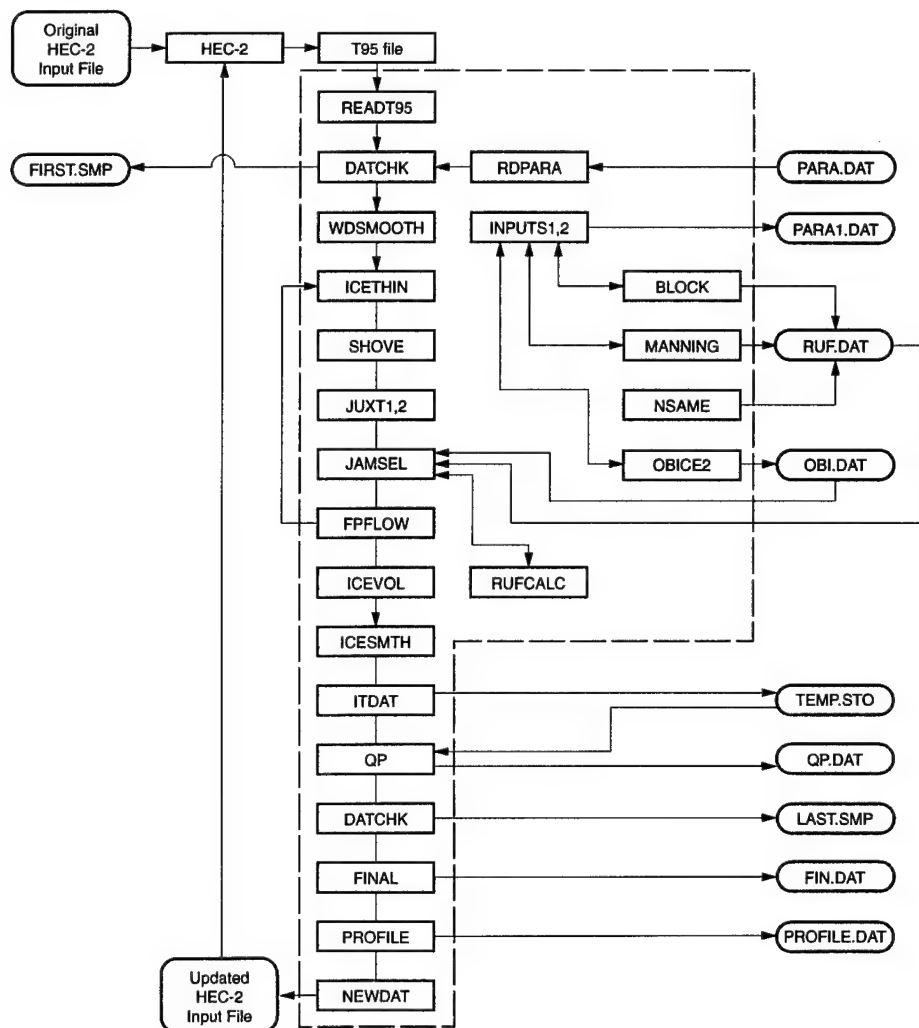 Original
HEC-2
Input File
HEC-2
T95 file
READT95
FIRST.SMP
DATCHK
RDPARA
PARA.DAT
WDSMOOTH
INPUTS1,2
PARA1.DAT
ICETHIN
BLOCK
SHOVE
MANNING
RUF.DAT
JUXT1,2
NSAME
JAMSEL
OBICE2
OBI.DAT
FPFLOW
ICEVOL
RUFCALC
ICESMTH
ITDAT
TEMP.STO
QP
QP.DAT
DATCHK
LAST.SMP
FINAL
FIN.DAT
PROFILE
PROFILE.DAT
Updated
HEC-2
Input File
NEWDAT